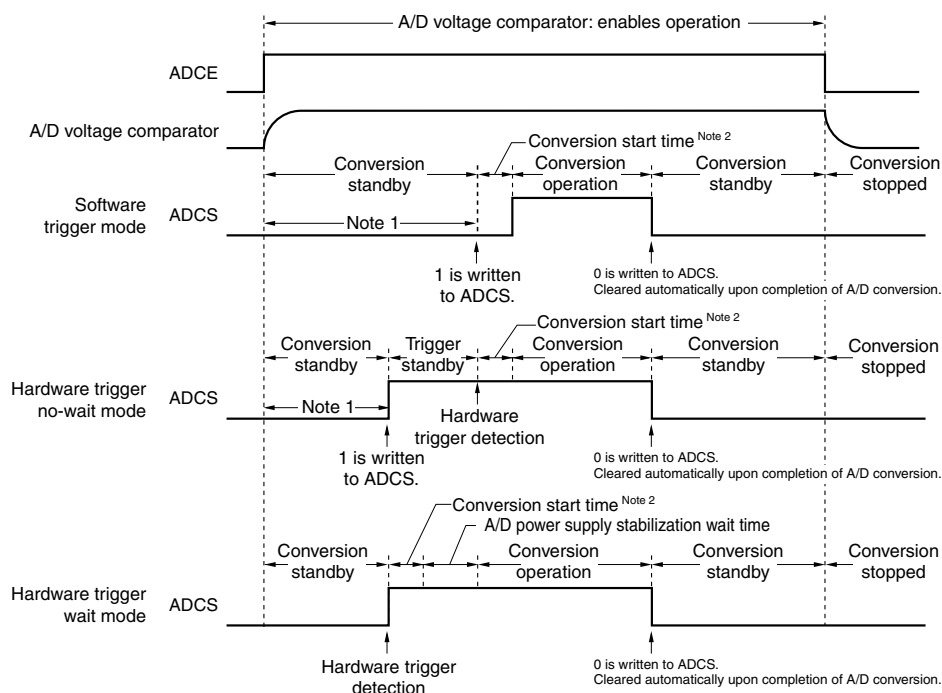 A/D voltage comparator: enables operation
ADCE
A/D voltage comparator
Conversion start time Note 2
Conversion standby
Conversion operation
Conversion standby
Conversion stopped
Software trigger mode
ADCS
Note 1
1 is written to ADCS.
0 is written to ADCS.
Cleared automatically upon completion of A/D conversion.
Conversion start time Note 2
Conversion standby
Trigger standby
Conversion operation
Conversion standby
Conversion stopped
Hardware trigger no-wait mode
ADCS
Note 1
Hardware trigger detection
1 is written to ADCS.
0 is written to ADCS.
Cleared automatically upon completion of A/D conversion.
Conversion start time Note 2
A/D power supply stabilization wait time
Conversion standby
Conversion operation
Conversion standby
Conversion stopped
Hardware trigger wait mode
ADCS
Hardware trigger detection
0 is written to ADCS.
Cleared automatically upon completion of A/D conversion.